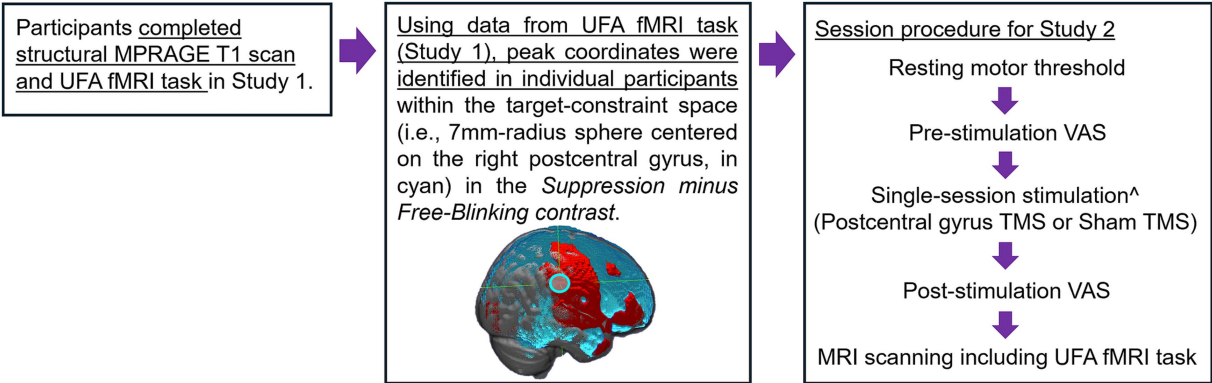 Participants completed
structural MPRAGE T1 scan
and UFA fMRI task in Study 1.
Using data from UFA fMRI task
(Study 1), peak coordinates were
identified in individual participants
within the target-constraint space
(i.e., 7mm-radius sphere centered
on the right postcentral gyrus, in
cyan) in the Suppression minus
Free-Blinking contrast.
Session procedure for Study 2
Resting motor threshold
Pre-stimulation VAS
Single-session stimulation^
(Postcentral gyrus TMS or Sham TMS)
Post-stimulation VAS
MRI scanning including UFA fMRI task